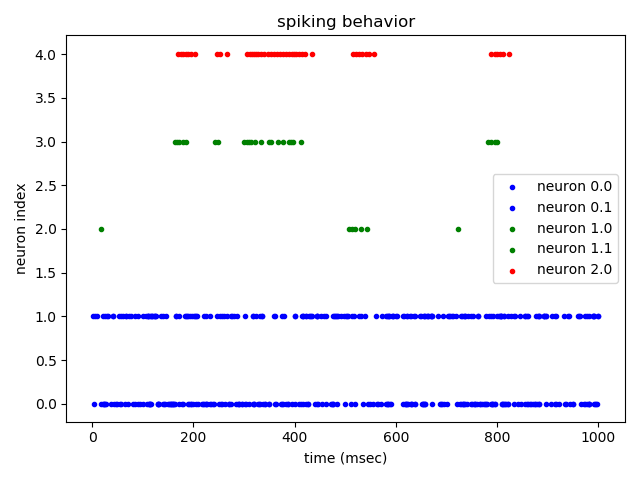 spiking behavior
4.0
3.5
3.0
2.5
2.0
1.5
1.0
0.5
0.0
neuron index
neuron 0.0
neuron 0.1
neuron 1.0
neuron 1.1
neuron 2.0
0 200 400 600 800 1000
time (msec)